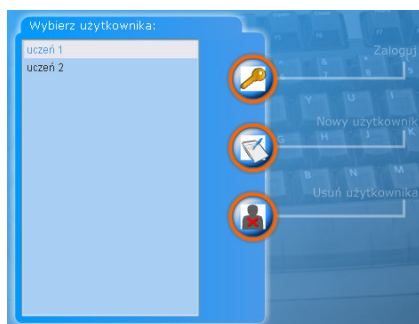 Wybierz użytkownika:
uczeń 1
uczeń 2
Zaloguj
Nowy użytkownik
Usuń użytkownika